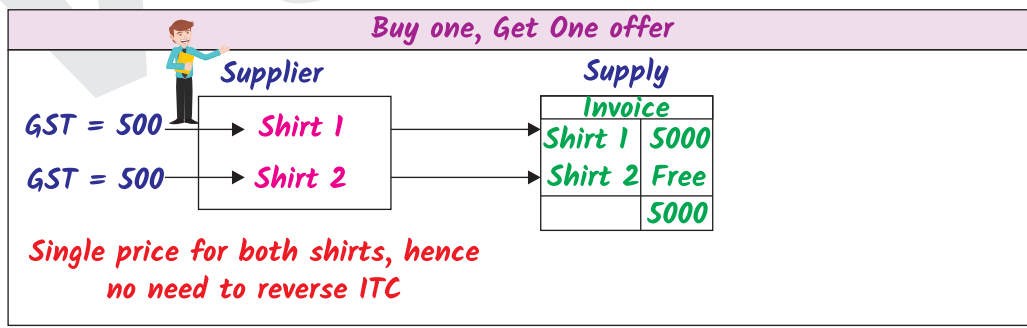 Buy one, Get One offer
Supplier
Supply
Invoice
GST = 500 Shirt 1 Shirt 1 5000
GST = 500 Shirt 2 Shirt 2 Free
5000
Single price for both shirts, hence
no need to reverse ITC